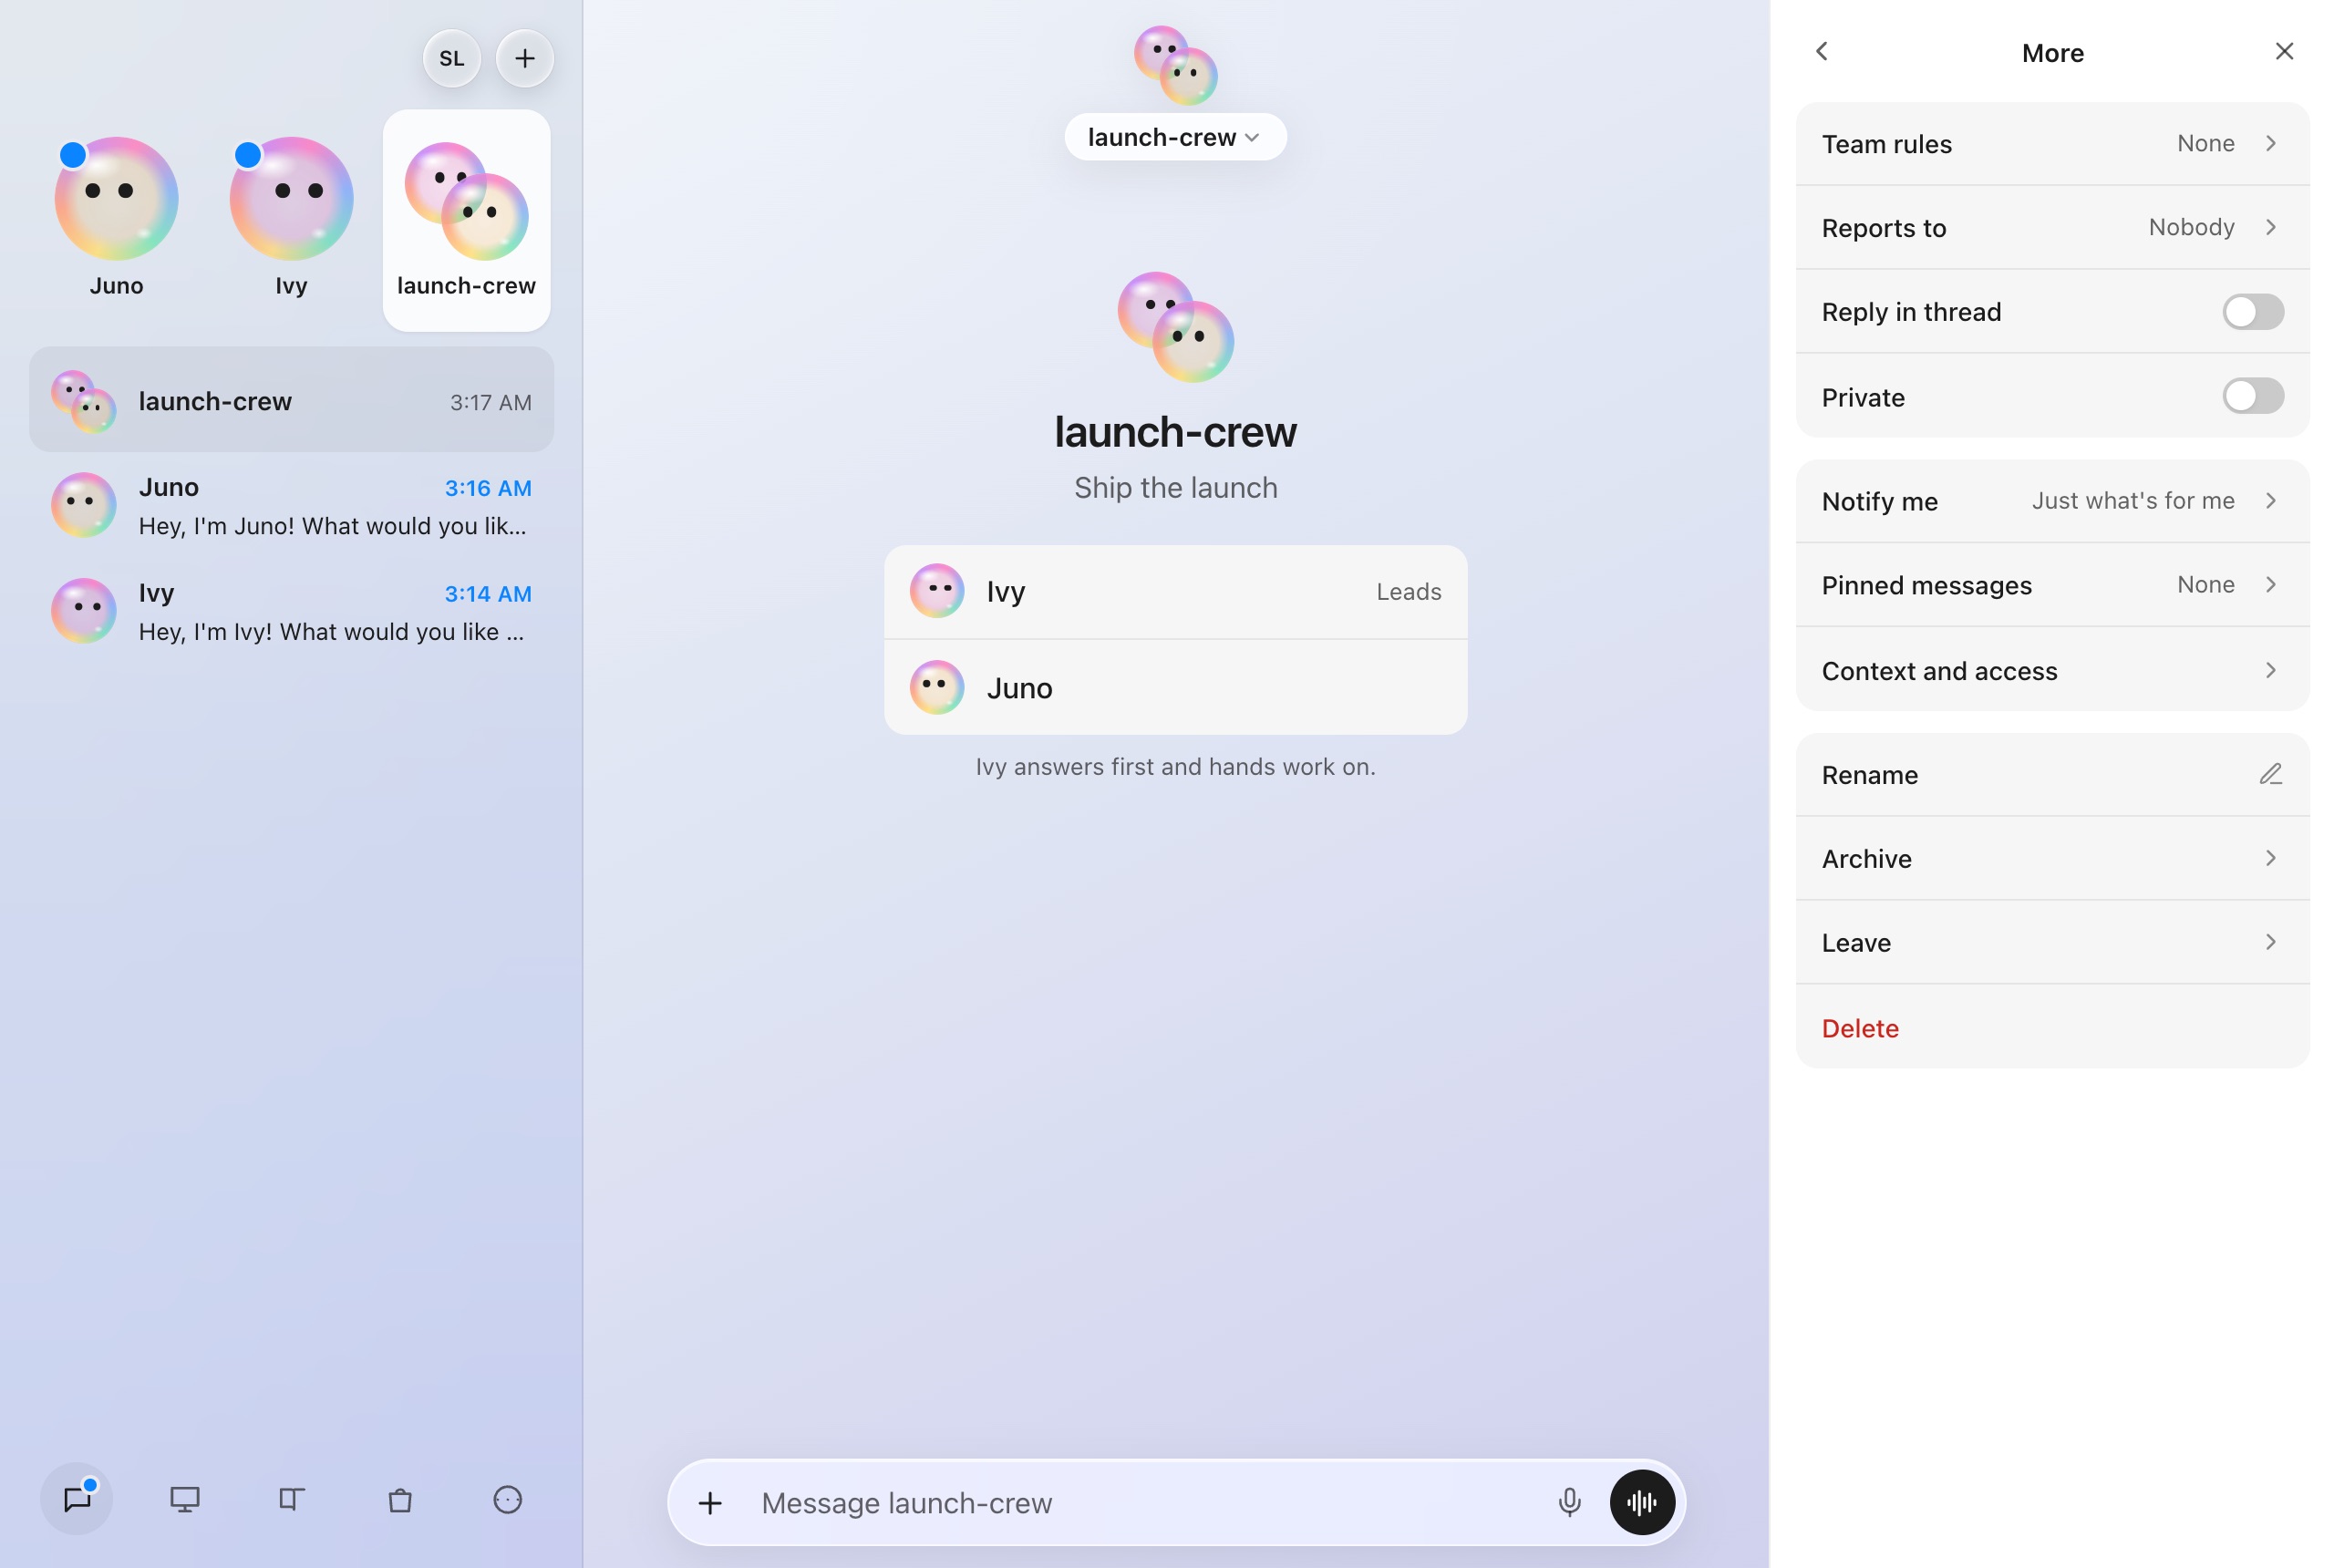 SL
Juno
Ivy
launch-crew
launch-crew
3:17 AM
Juno
3:16 AM
Hey, I'm Juno! What would you lik...
Ivy
3:14 AM
Hey, I'm Ivy! What would you like ...
launch-crew
launch-crew
Ship the launch
Ivy
Leads
Juno
Ivy answers first and hands work on.
Message launch-crew
More
Team rules
None
Reports to
Nobody
Reply in thread
Private
Notify me
Just what's for me
Pinned messages
None
Context and access
Rename
Archive
Leave
Delete